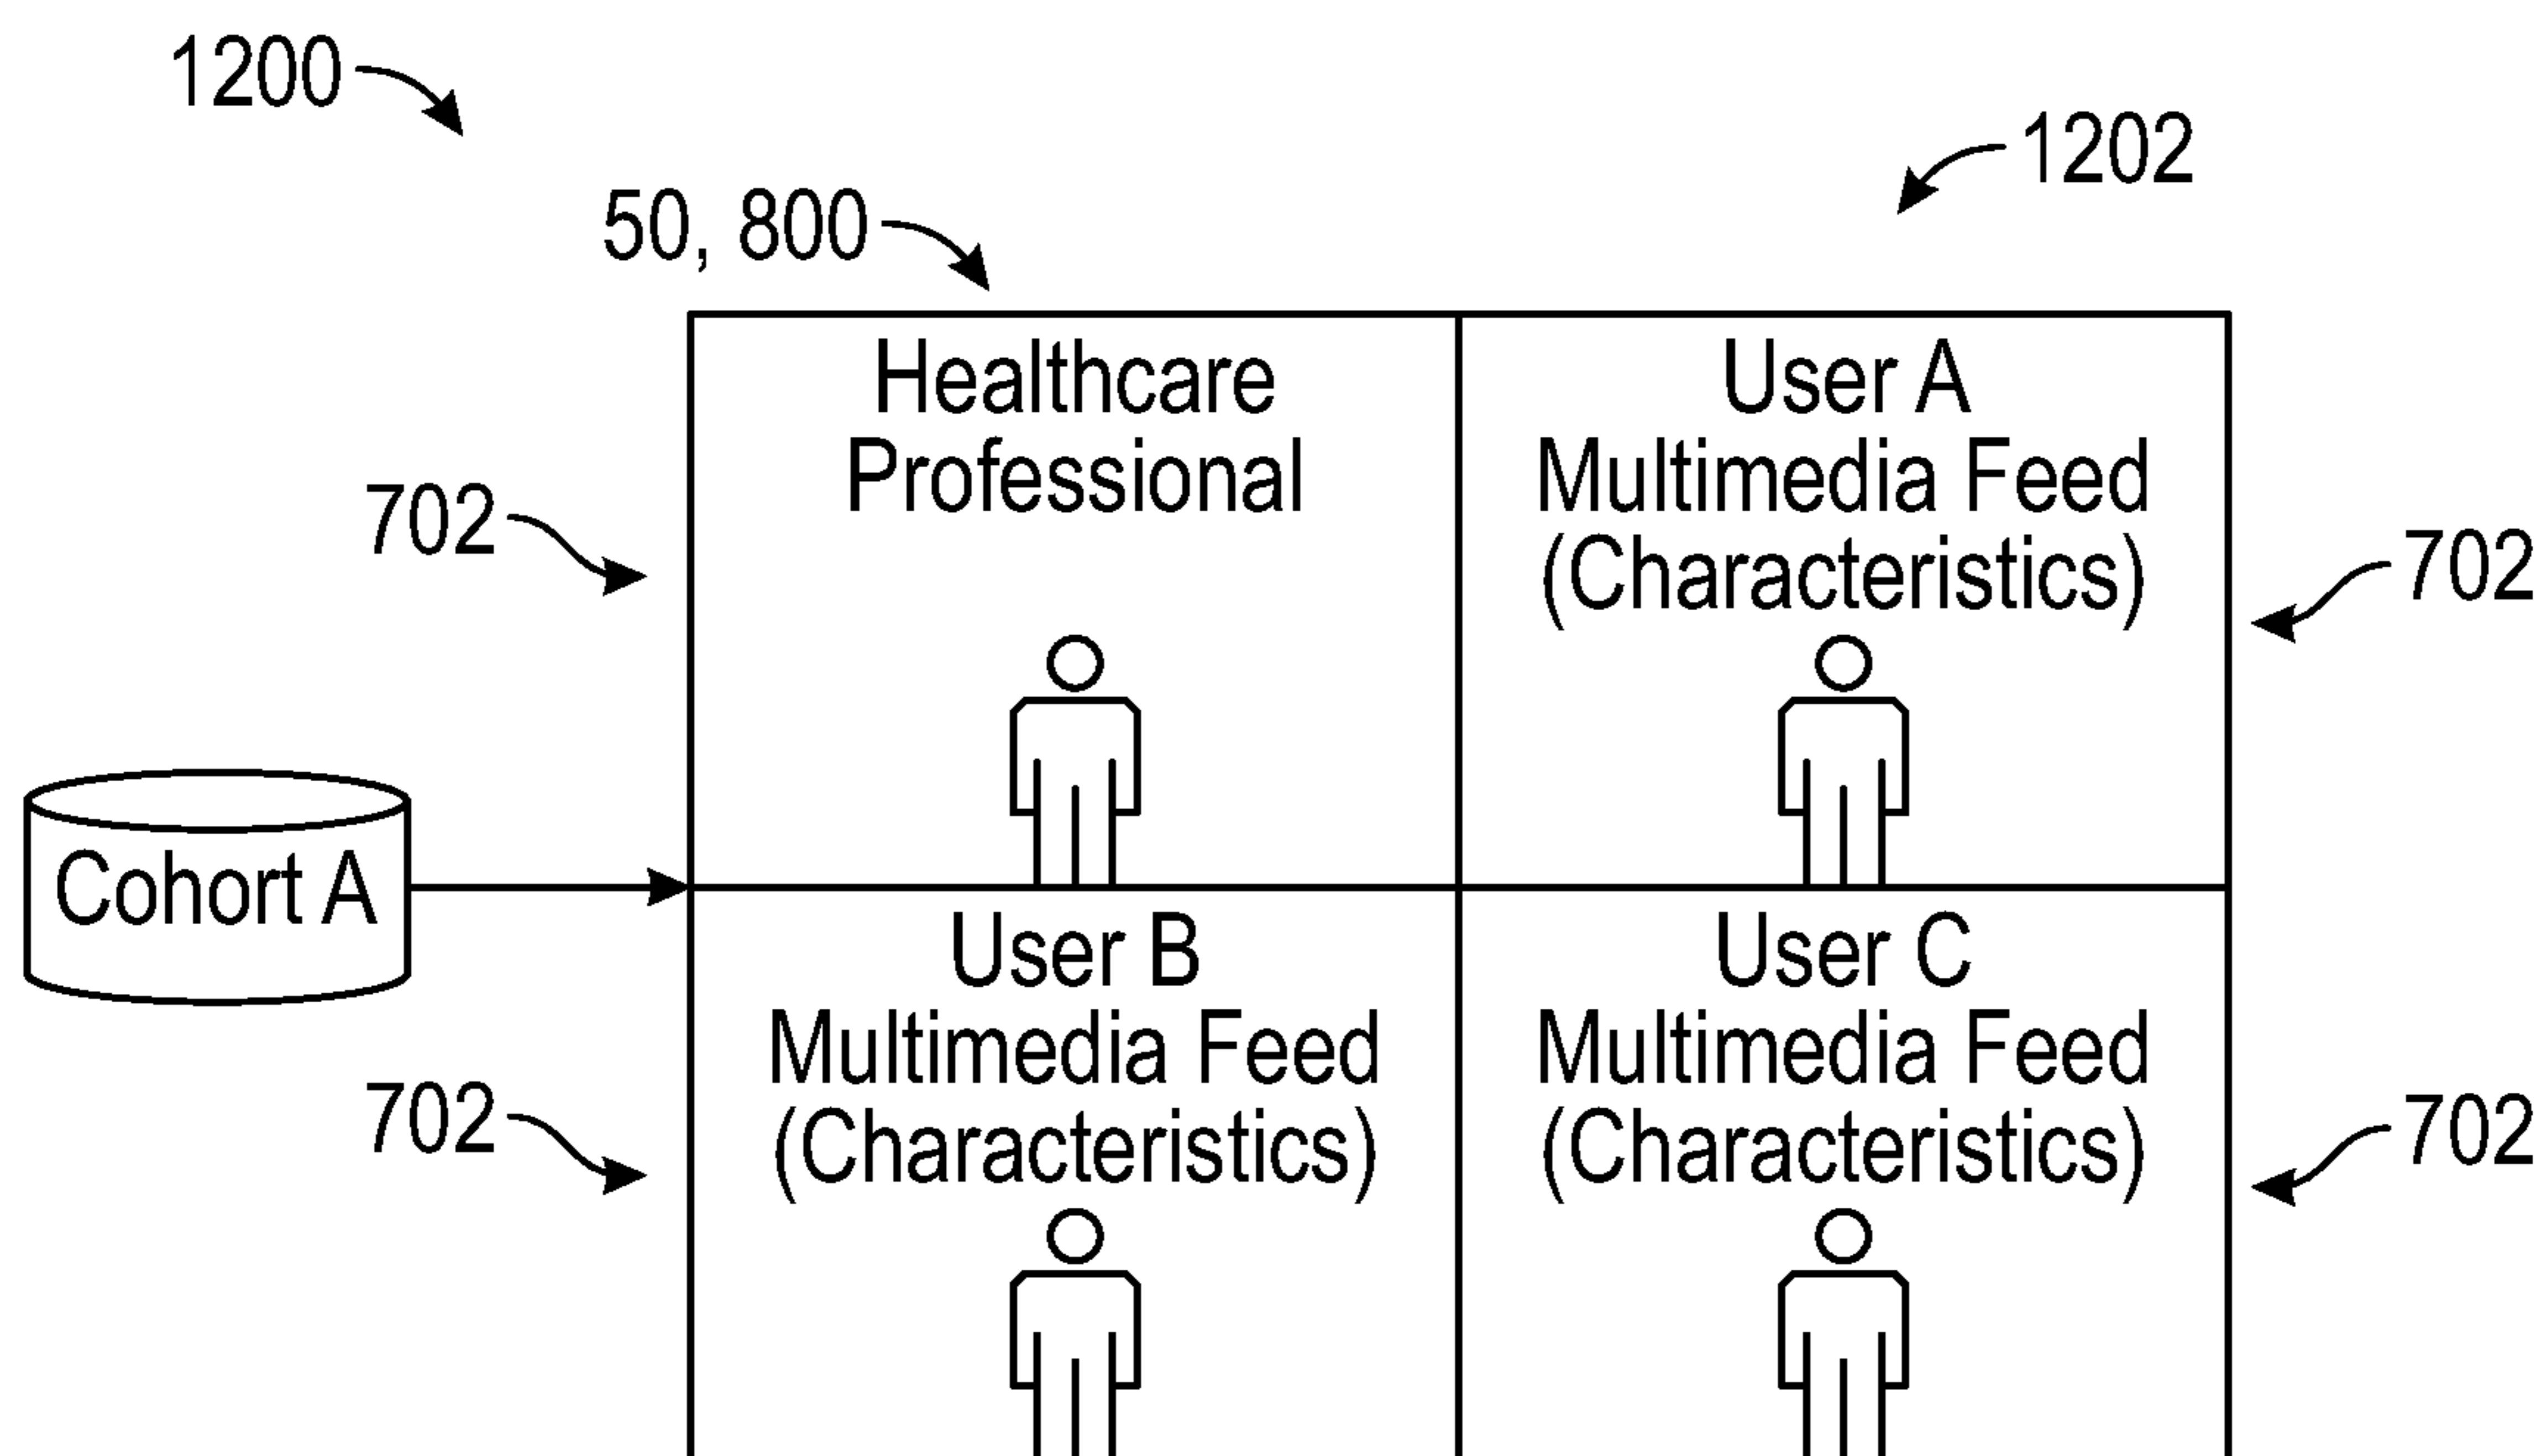 1200
1202
50, 800
Healthcare
Professional
User A
Multimedia Feed
(Characteristics)
702
702
Cohort A
User B
Multimedia Feed
(Characteristics)
User C
Multimedia Feed
(Characteristics)
702
702